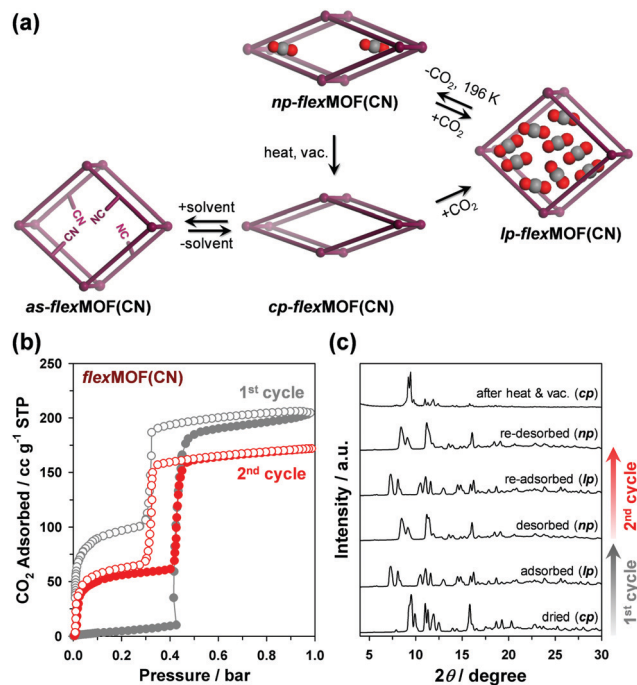 (a)
np-flexMOF(CN)
-CO₂, 196 K
+CO₂
heat, vac.
+CO₂
lp-flexMOF(CN)
CN
CN
NC
NC
+solvent
-solvent
as-flexMOF(CN)
cp-flexMOF(CN)
(b)
CO₂ Adsorbed / cc g⁻¹ STP
250
200
150
100
50
0
flexMOF(CN)
1ˢᵗ cycle
2ⁿᵈ cycle
0.0 0.2 0.4 0.6 0.8 1.0
Pressure / bar
(c)
Intensity / a.u.
after heat & vac. (cp)
re-desorbed (np)
re-adsorbed (lp)
desorbed (np)
adsorbed (lp)
dried (cp)
2ⁿᵈ cycle
1ˢᵗ cycle
5 10 15 20 25 30
2θ / degree